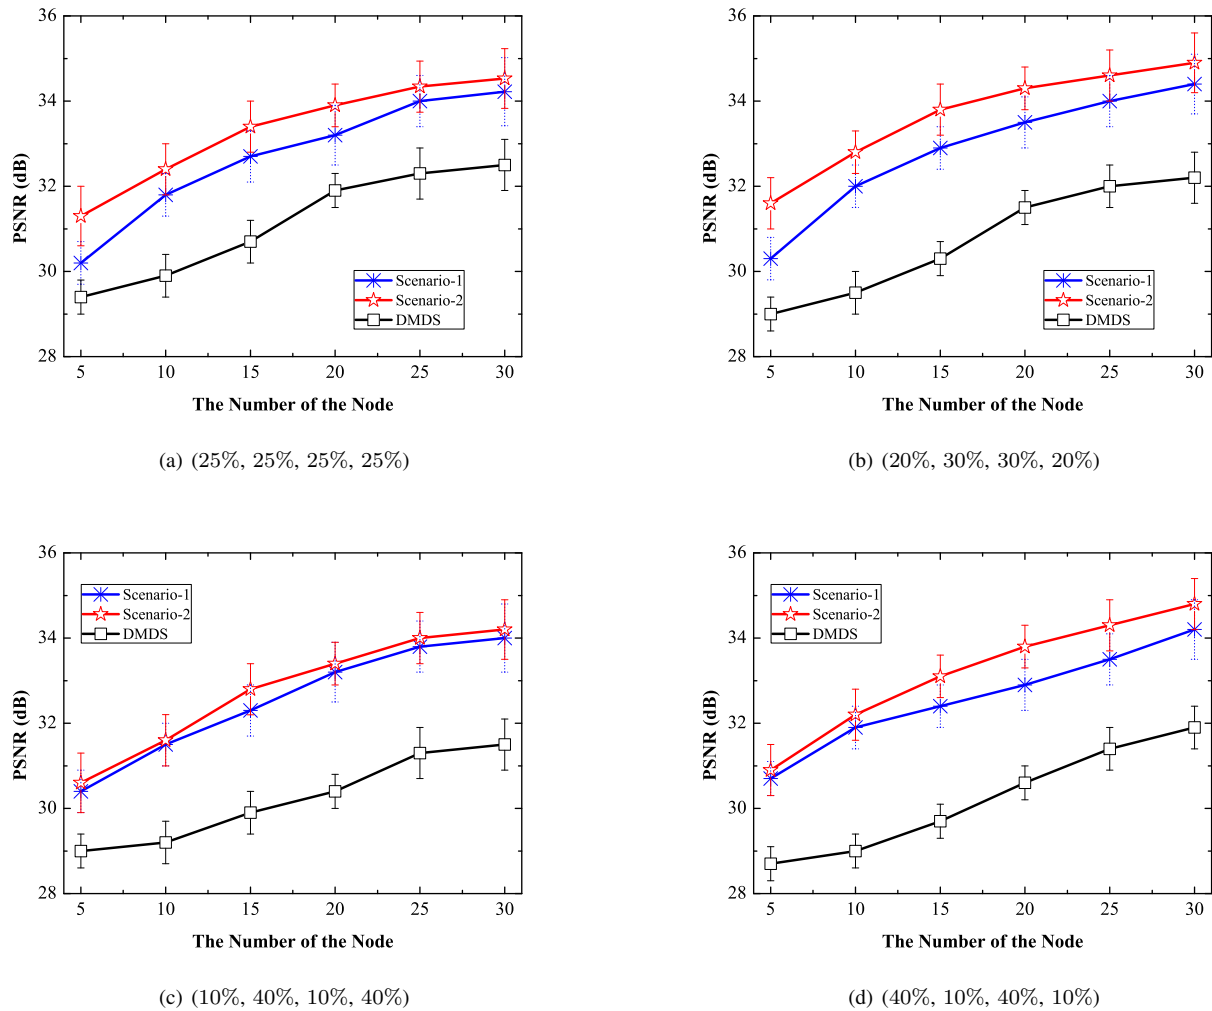 36
34
32
30
28
PSNR (dB)
Scenario-1
Scenario-2
DMDS
5 10 15 20 25 30
The Number of the Node
(a) (25%, 25%, 25%, 25%)
36
34
32
30
28
PSNR (dB)
Scenario-1
Scenario-2
DMDS
5 10 15 20 25 30
The Number of the Node
(b) (20%, 30%, 30%, 20%)
36
34
32
30
28
PSNR (dB)
Scenario-1
Scenario-2
DMDS
5 10 15 20 25 30
The Number of the Node
(c) (10%, 40%, 10%, 40%)
36
34
32
30
28
PSNR (dB)
Scenario-1
Scenario-2
DMDS
5 10 15 20 25 30
The Number of the Node
(d) (40%, 10%, 40%, 10%)